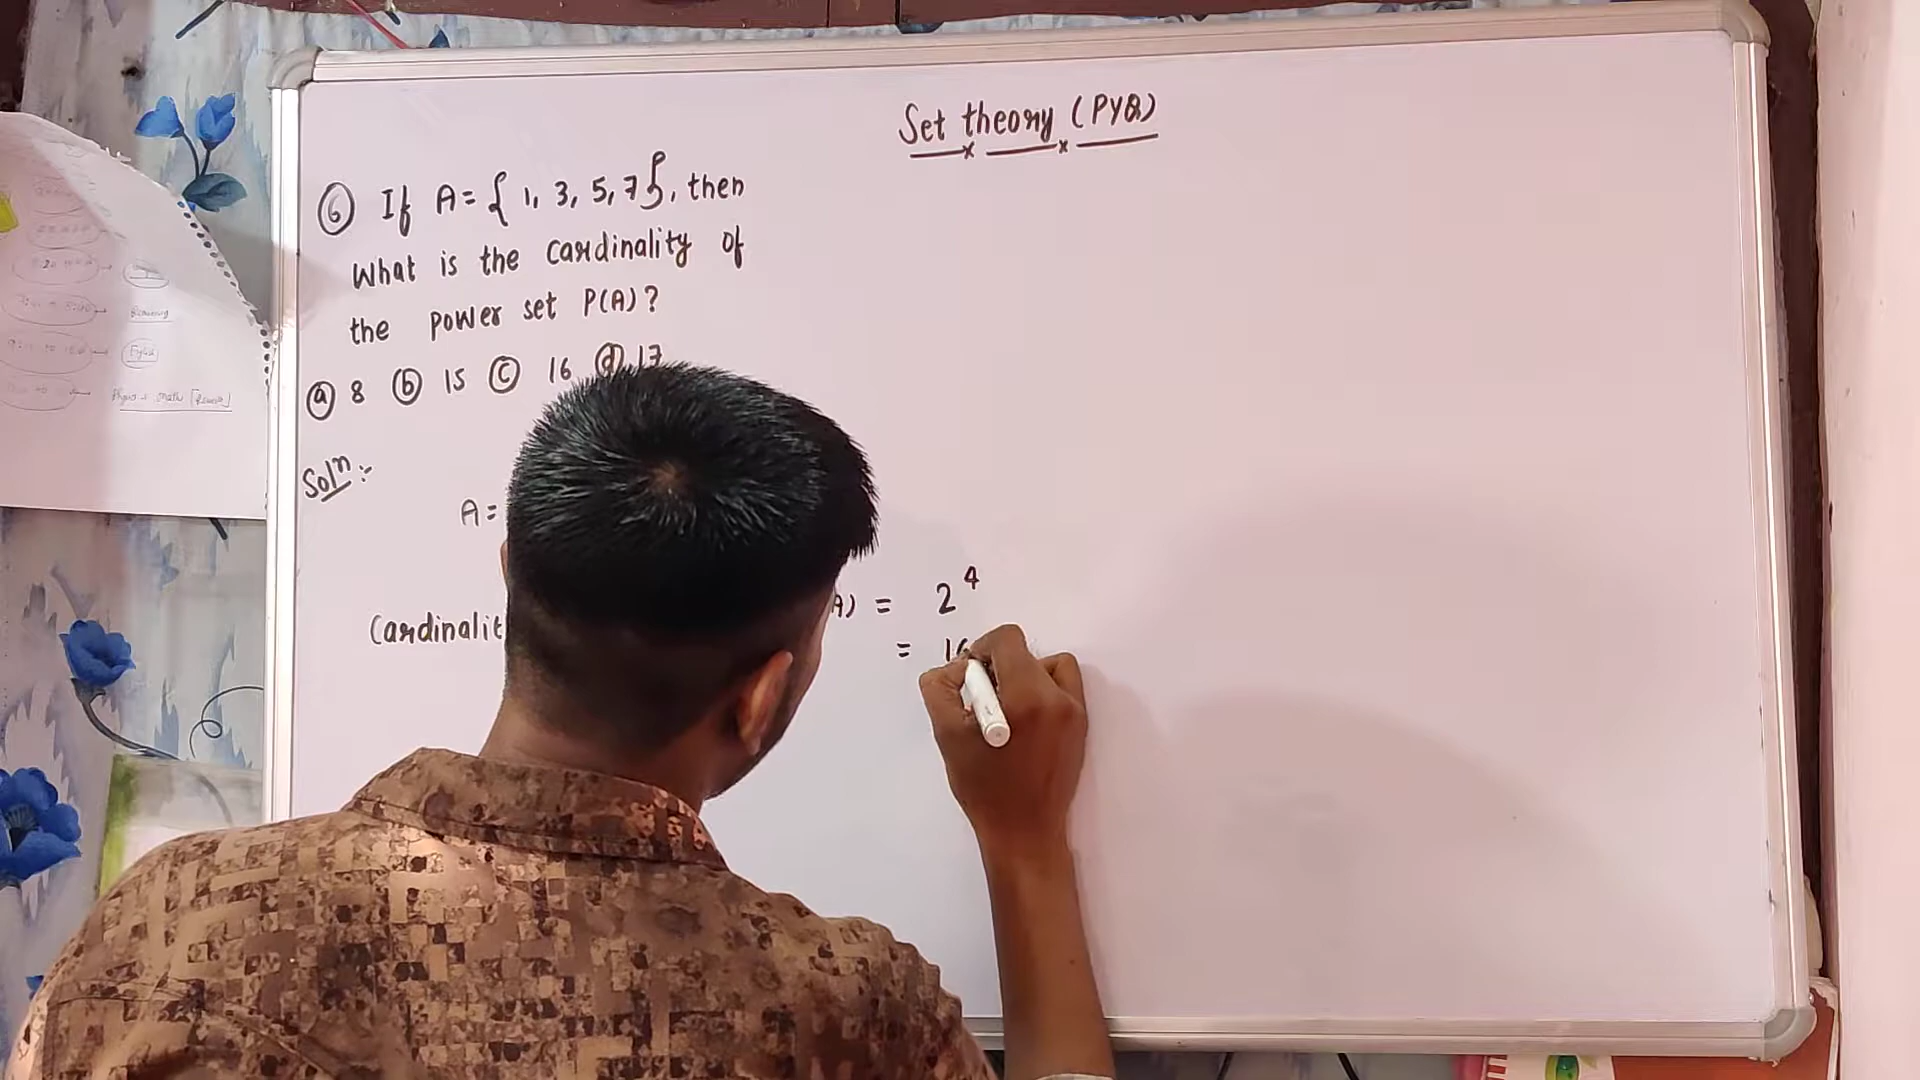 Set theory (PYQ)
⑥ If A = { 1, 3, 5, 7 }, then
What is the cardinality of
the power set P(A) ?
ⓐ 8 ⓑ 15 ⓒ 16 ⓓ 17
Solⁿ :-
A =
Cardinalit A) = 2⁴
= 16